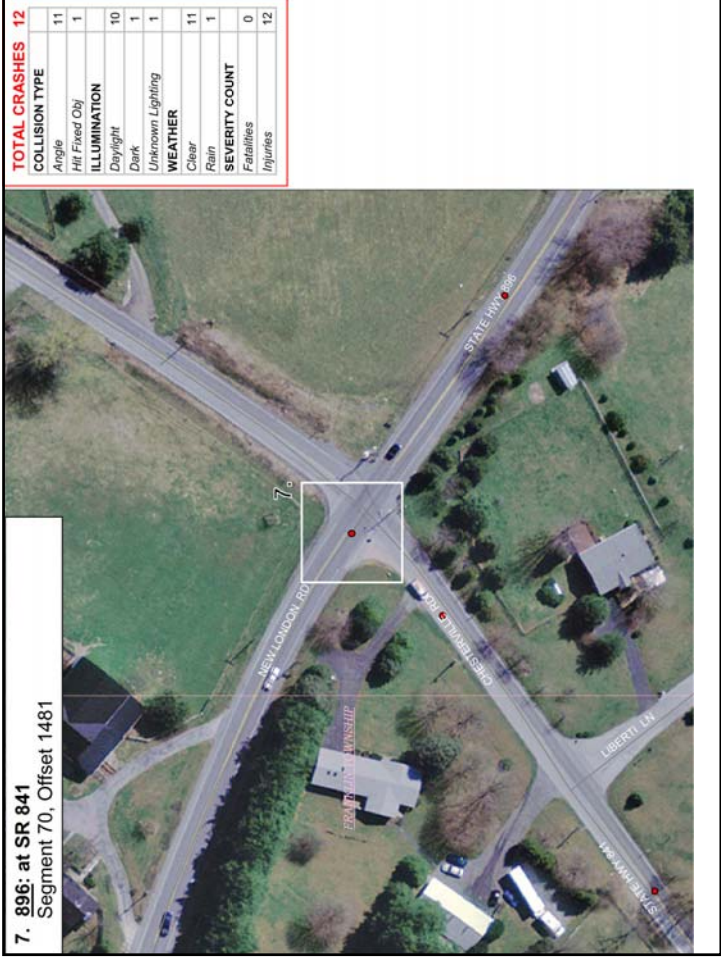 7. 896: at SR 841
Segment 70, Offset 1481
TOTAL CRASHES 12
COLLISION TYPE
Angle 11
Hit Fixed Obj 1
ILLUMINATION
Daylight 10
Dark 1
Unknown Lighting 1
WEATHER
Clear 11
Rain 1
SEVERITY COUNT
Fatalities 0
Injuries 12
7.
NEW LONDON RD
STATE HWY 896
CHESTERVILLE RD
FRANKLIN TOWNSHIP
LIBERTI LN
STATE HWY 841